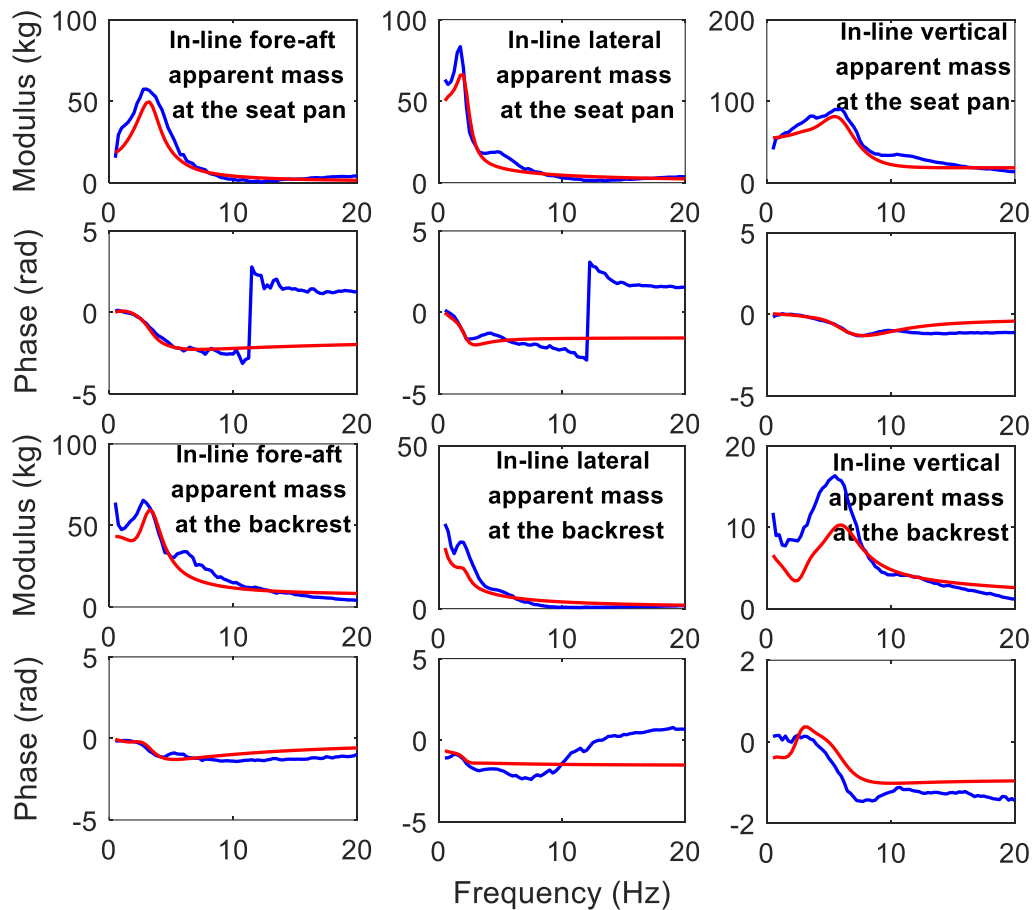 100
50
0
Modulus (kg)
In-line fore-aft
apparent mass
at the seat pan
0 10 20
100
50
0
In-line lateral
apparent mass
at the seat pan
0 10 20
200
100
0
In-line vertical
apparent mass
at the seat pan
0 10 20
5
0
-5
Phase (rad)
0 10 20
5
0
-5
0 10 20
5
0
-5
0 10 20
100
50
0
Modulus (kg)
In-line fore-aft
apparent mass
at the backrest
0 10 20
50
0
In-line lateral
apparent mass
at the backrest
0 10 20
20
10
0
In-line vertical
apparent mass
at the backrest
0 10 20
5
0
-5
Phase (rad)
0 10 20
5
0
-5
0 10 20
2
0
-2
0 10 20
Frequency (Hz)